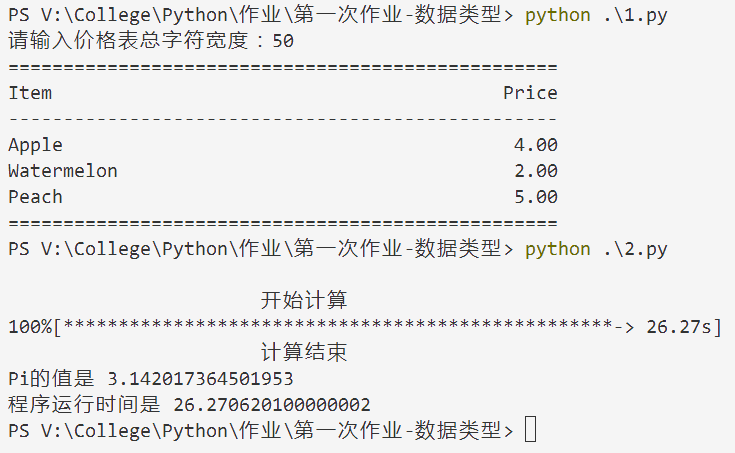 PS V:\College\Python\作业\第一次作业-数据类型> python .\1.py
请输入价格表总字符宽度：50
==================================================
Item                                         Price
--------------------------------------------------
Apple                                         4.00
Watermelon                                    2.00
Peach                                         5.00
==================================================
PS V:\College\Python\作业\第一次作业-数据类型> python .\2.py
开始计算
100%[**************************************************-> 26.27s]
计算结束
Pi的值是 3.142017364501953
程序运行时间是 26.270620100000002
PS V:\College\Python\作业\第一次作业-数据类型>